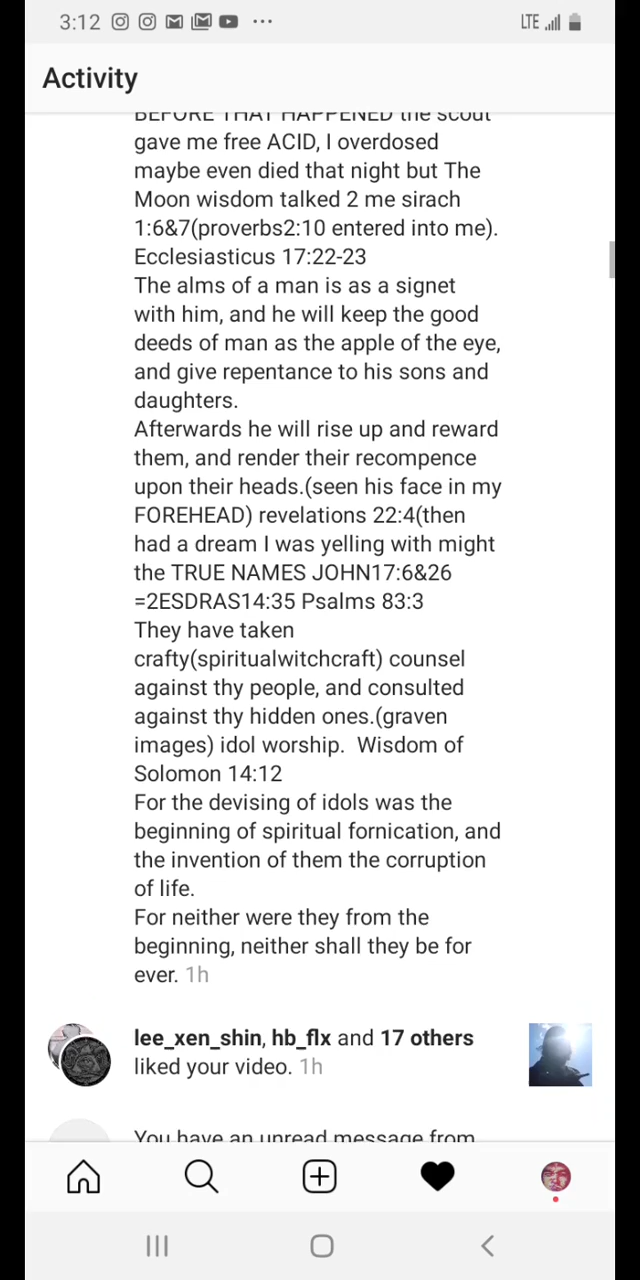 3:12
LTE
Activity
BEFORE THAT HAPPENED the scout
gave me free ACID, I overdosed
maybe even died that night but The
Moon wisdom talked 2 me sirach
1:6&7(proverbs2:10 entered into me).
Ecclesiasticus 17:22-23
The alms of a man is as a signet
with him, and he will keep the good
deeds of man as the apple of the eye,
and give repentance to his sons and
daughters.
Afterwards he will rise up and reward
them, and render their recompence
upon their heads.(seen his face in my
FOREHEAD) revelations 22:4(then
had a dream I was yelling with might
the TRUE NAMES JOHN17:6&26
=2ESDRAS14:35 Psalms 83:3
They have taken
crafty(spiritualwitchcraft) counsel
against thy people, and consulted
against thy hidden ones.(graven
images) idol worship.  Wisdom of
Solomon 14:12
For the devising of idols was the
beginning of spiritual fornication, and
the invention of them the corruption
of life.
For neither were they from the
beginning, neither shall they be for
ever. 1h
lee_xen_shin, hb_flx and 17 others
liked your video. 1h
You have an unread message from